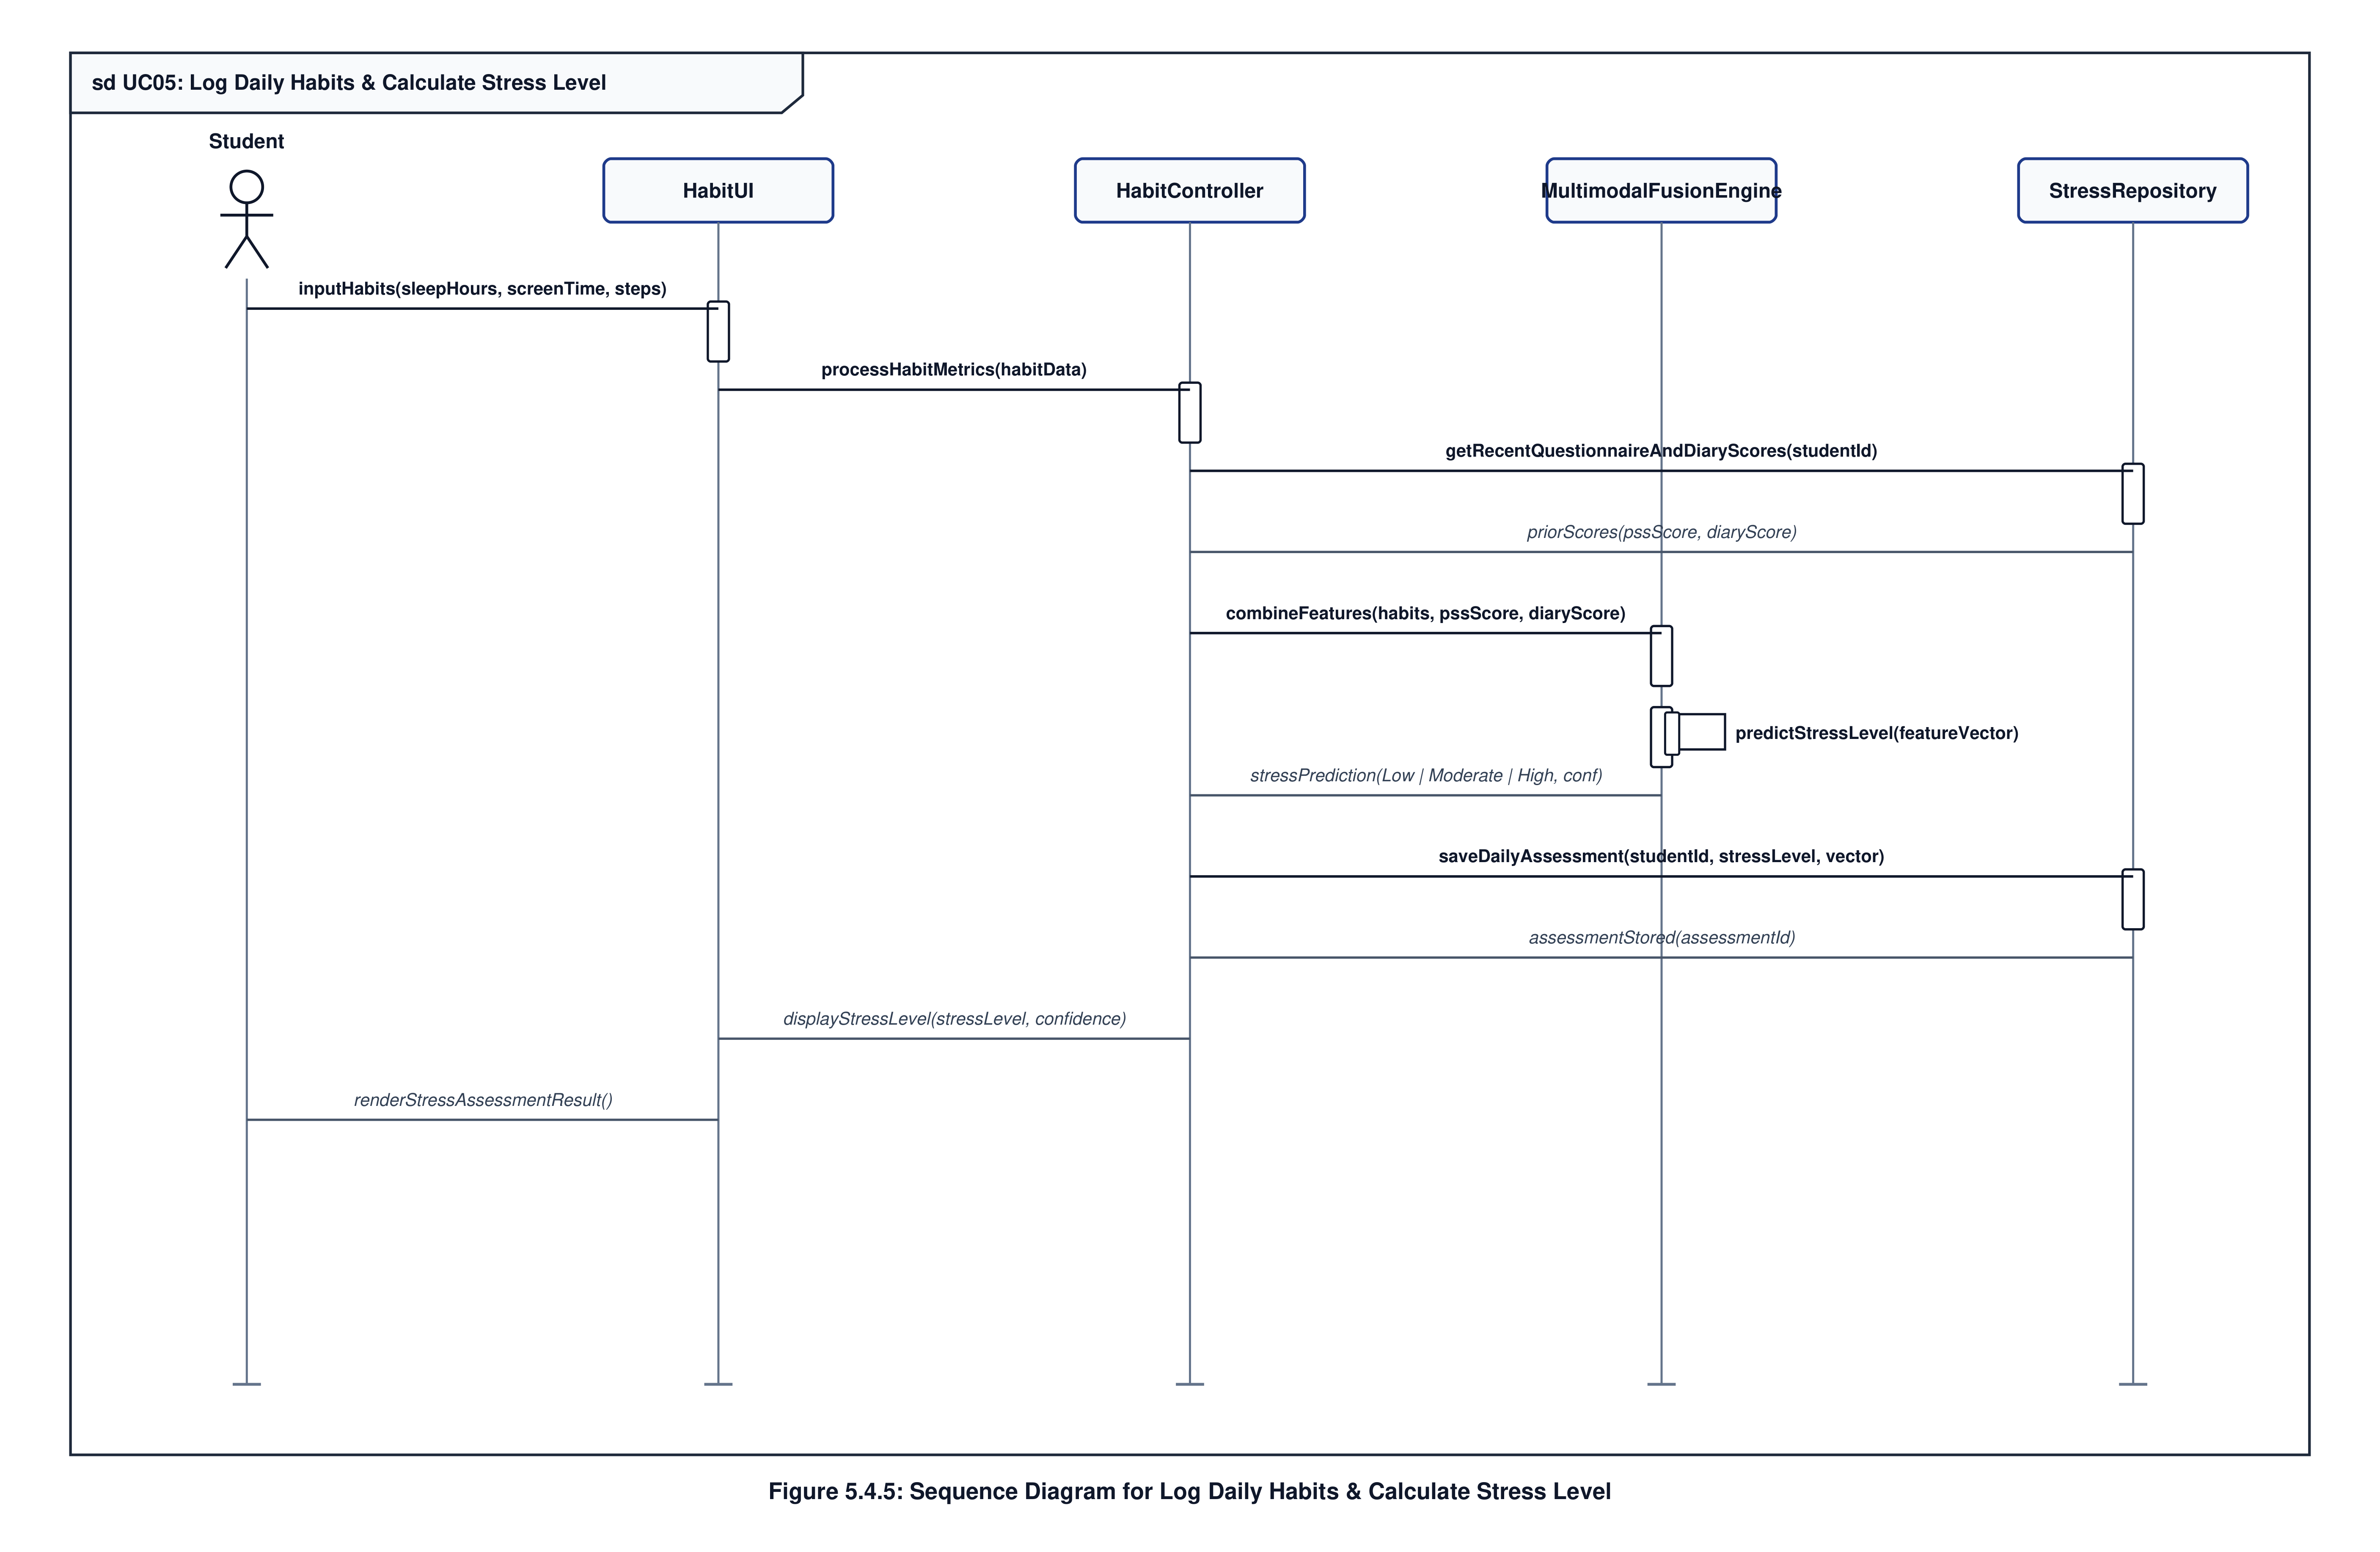 sd UC05: Log Daily Habits & Calculate Stress Level
Student
HabitUI
HabitController
MultimodalFusionEngine
StressRepository
inputHabits(sleepHours, screenTime, steps)
processHabitMetrics(habitData)
getRecentQuestionnaireAndDiaryScores(studentId)
priorScores(pssScore, diaryScore)
combineFeatures(habits, pssScore, diaryScore)
predictStressLevel(featureVector)
stressPrediction(Low | Moderate | High, conf)
saveDailyAssessment(studentId, stressLevel, vector)
assessmentStored(assessmentId)
displayStressLevel(stressLevel, confidence)
renderStressAssessmentResult()
Figure 5.4.5: Sequence Diagram for Log Daily Habits & Calculate Stress Level